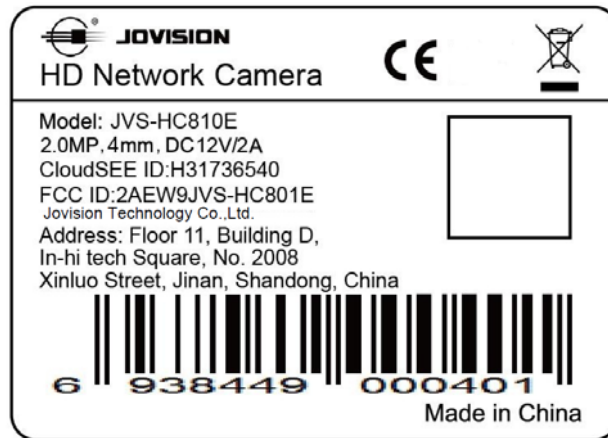 JOVISION
HD Network Camera
CE
Model: JVS-HC810E
2.0MP,4mm,DC12V/2A
CloudSEE ID:H31736540
FCC ID:2AEW9JVS-HC801E
Jovision Technology Co.,Ltd.
Address: Floor 11, Building D,
In-hi tech Square, No. 2008
Xinluo Street, Jinan, Shandong, China
6 938449 000401
Made in China